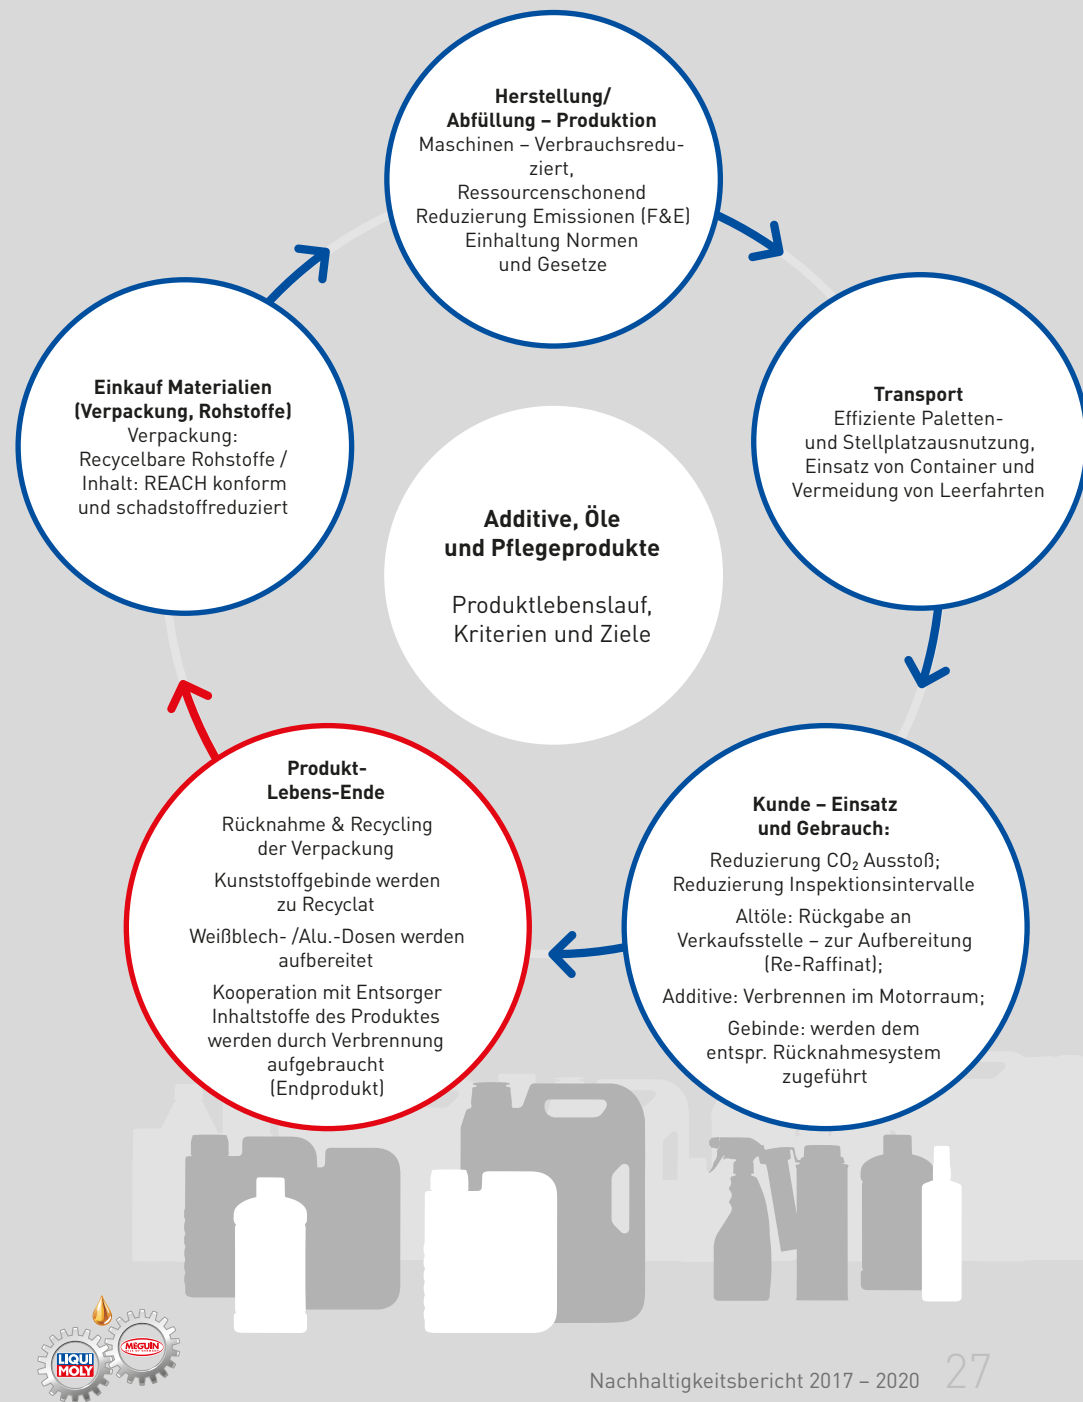 Herstellung/
Abfüllung – Produktion
Maschinen – Verbrauchsredu-
ziert,
Ressourcenschonend
Reduzierung Emissionen (F&E)
Einhaltung Normen
und Gesetze
Einkauf Materialien
(Verpackung, Rohstoffe)
Verpackung:
Recycelbare Rohstoffe /
Inhalt: REACH konform
und schadstoffreduziert
Transport
Effiziente Paletten-
und Stellplatzausnutzung,
Einsatz von Container und
Vermeidung von Leerfahrten
Additive, Öle
und Pflegeprodukte
Produktlebenslauf,
Kriterien und Ziele
Produkt-
Lebens-Ende
Rücknahme & Recycling
der Verpackung
Kunststoffgebinde werden
zu Recyclat
Weißblech- /Alu.-Dosen werden
aufbereitet
Kooperation mit Entsorger
Inhaltstoffe des Produktes
werden durch Verbrennung
aufgebraucht
(Endprodukt)
Kunde – Einsatz
und Gebrauch:
Reduzierung CO₂ Ausstoß;
Reduzierung Inspektionsintervalle
Altöle: Rückgabe an
Verkaufsstelle – zur Aufbereitung
(Re-Raffinat);
Additive: Verbrennen im Motorraum;
Gebinde: werden dem
entspr. Rücknahmesystem
zugeführt
LIQUI
MOLY
MEGUIN
Nachhaltigkeitsbericht 2017 – 2020 27